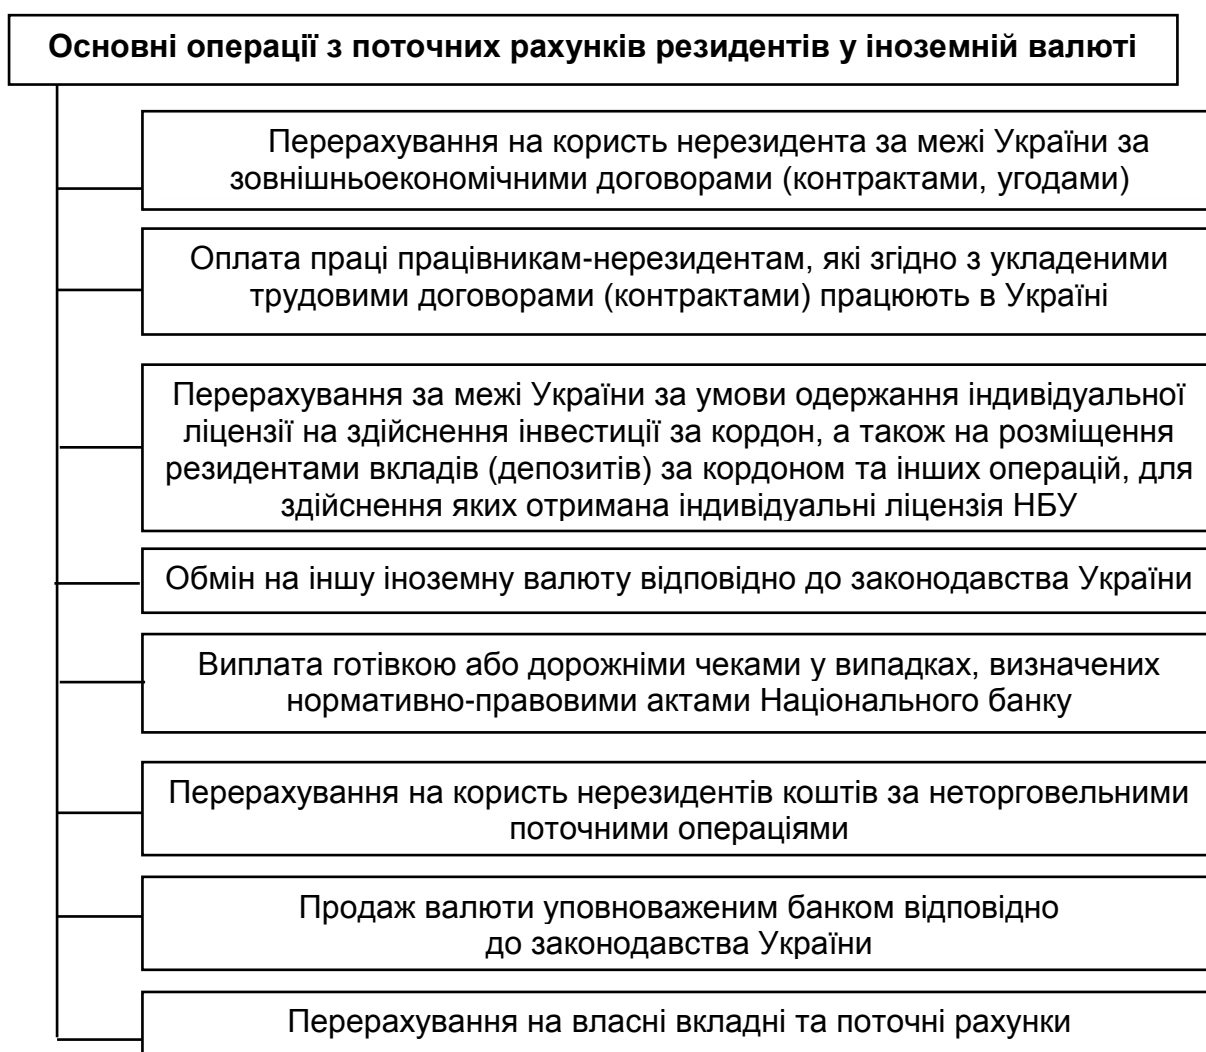 Основні операції з поточних рахунків резидентів у іноземній валюті
Перерахування на користь нерезидента за межі України за
зовнішньоекономічними договорами (контрактами, угодами)
Оплата праці працівникам-нерезидентам, які згідно з укладеними
трудовими договорами (контрактами) працюють в Україні
Перерахування за межі України за умови одержання індивідуальної
ліцензії на здійснення інвестиції за кордон, а також на розміщення
резидентами вкладів (депозитів) за кордоном та інших операцій, для
здійснення яких отримана індивідуальні ліцензія НБУ
Обмін на іншу іноземну валюту відповідно до законодавства України
Виплата готівкою або дорожніми чеками у випадках, визначених
нормативно-правовими актами Національного банку
Перерахування на користь нерезидентів коштів за неторговельними
поточними операціями
Продаж валюти уповноваженим банком відповідно
до законодавства України
Перерахування на власні вкладні та поточні рахунки